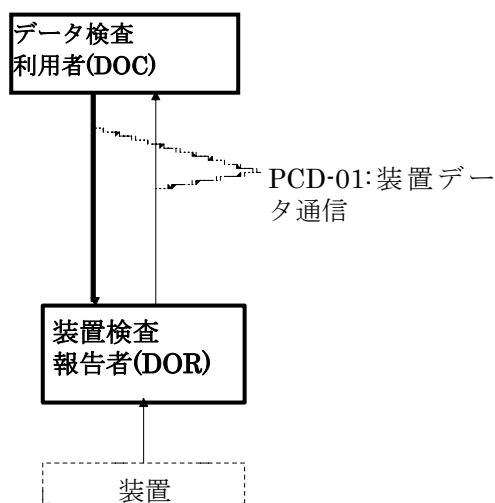 データ検査
利用者(DOC)
PCD-01:装置デー
タ通信
装置検査
報告者(DOR)
装置